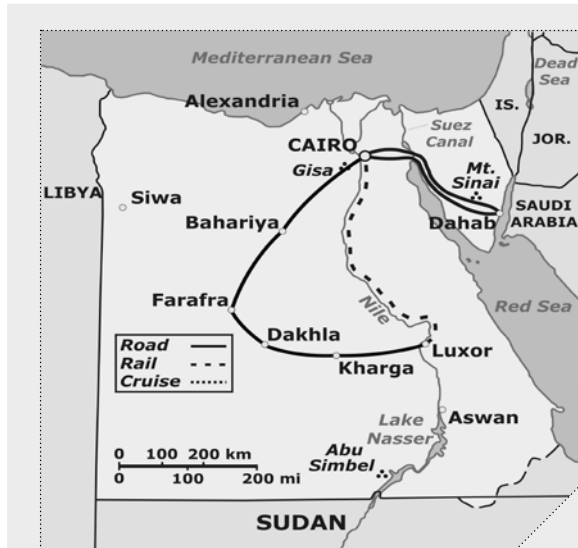 Mediterranean Sea
Dead
Sea
Alexandria
IS.
Suez
Canal
JOR.
CAIRO
Gisa
Mt.
Sinai
LIBYA
Siwa
SAUDI
ARABIA
Bahariya
Dahab
Farafra
Nile
Red Sea
Road
Rail
Cruise
Dakhla
Luxor
Kharga
Lake
Nasser
Aswan
Abu
Simbel
0 100 200 km
0 100 200 mi
SUDAN